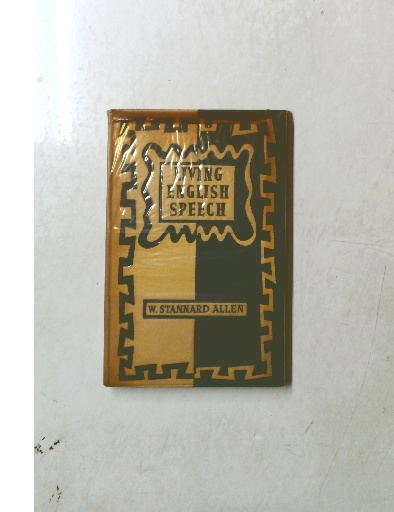 LIVING
ENGLISH
SPEECH
W. STANNARD ALLEN